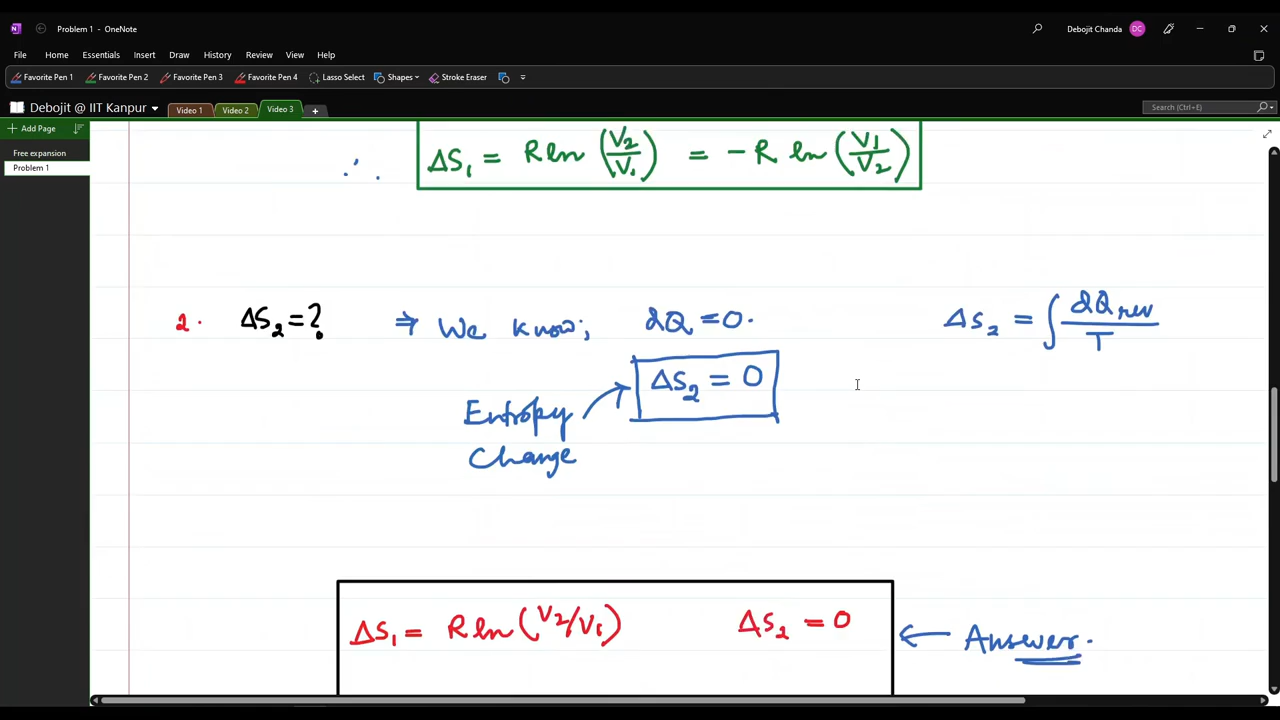 Problem 1 - OneNote
Debojit Chanda DC
File Home Essentials Insert Draw History Review View Help
Favorite Pen 1 Favorite Pen 2 Favorite Pen 3 Favorite Pen 4 Lasso Select Shapes Stroke Eraser
Debojit @ IIT Kanpur Video 1 Video 2 Video 3 + Search (Ctrl+E)
+ Add Page
Free expansion
Problem 1
∴ ΔS₁ = R ln (V₂/V₁) = - R ln (V₁/V₂)
2. ΔS₂ = ? ⇒ We know; dQ = 0. ΔS₂ = ∫ dQrev/T
ΔS₂ = 0
Entropy
Change
ΔS₁ = R ln (V₂/V₁) ΔS₂ = 0 ← Answer.